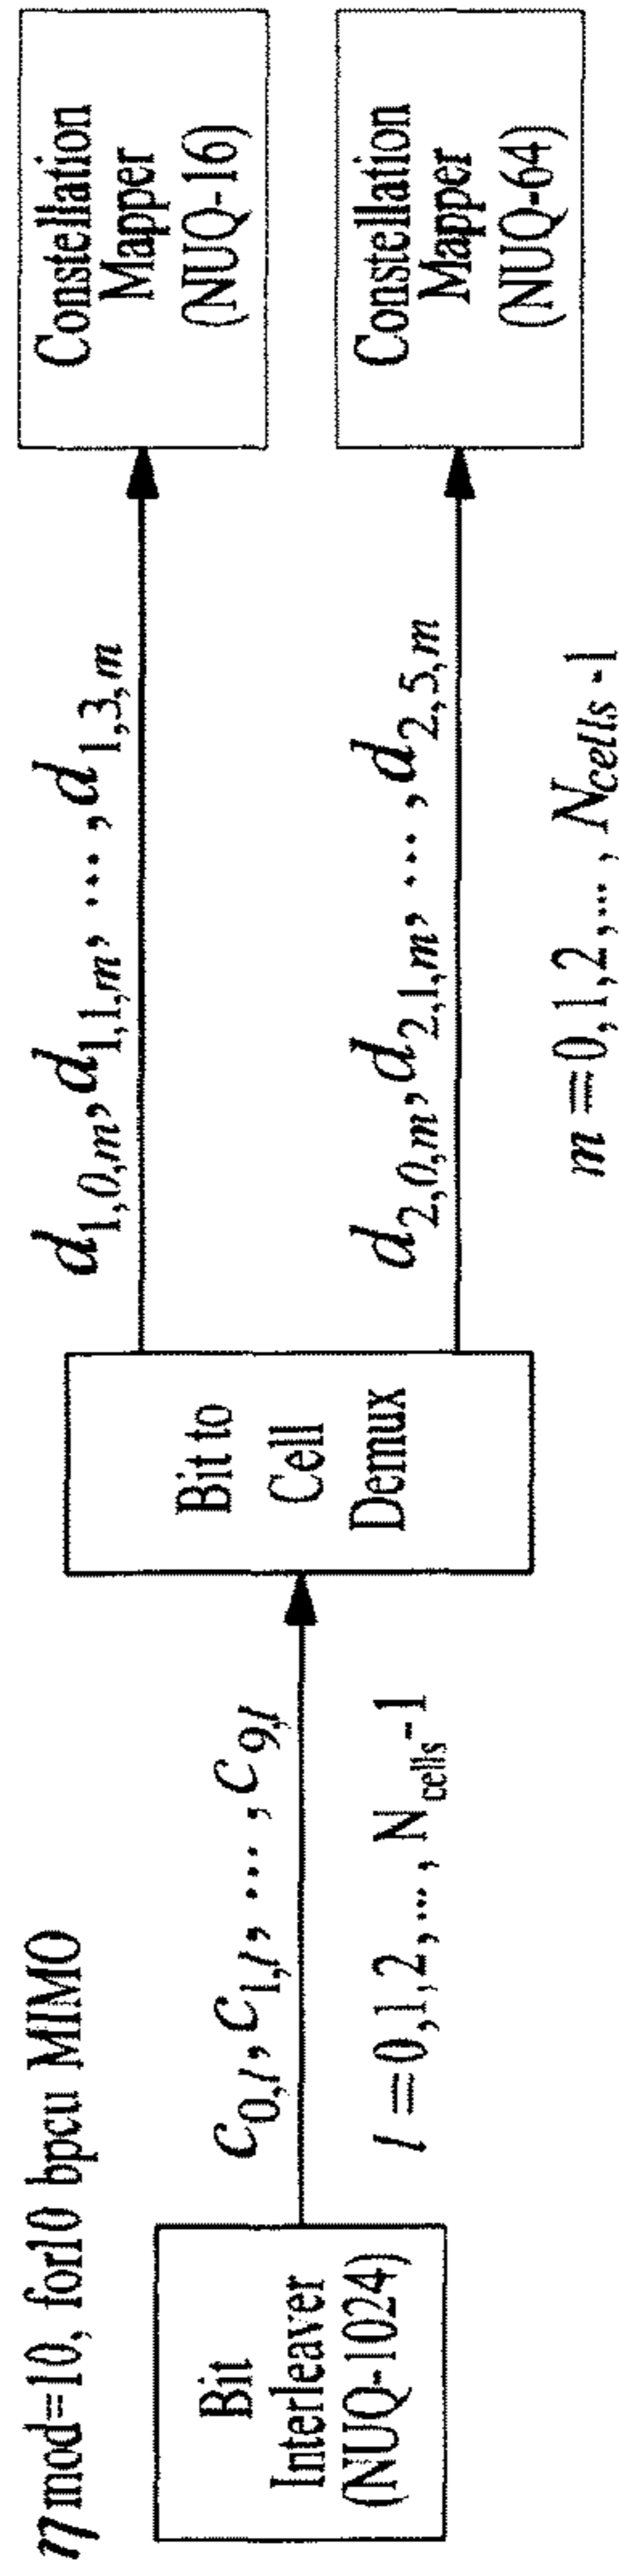 η mod=10, for10 bpcu MIMO
Bit
Interleaver
(NUQ-1024)
c0,l, c1,l, ..., c9,l
l =0,1,2,..., Ncells-1
Bit to
Cell
Demux
d1,0,m, d1,1,m, ..., d1,3,m
d2,0,m, d2,1,m, ..., d2,5,m
m =0,1,2,..., Ncells -1
Constellation
Mapper
(NUQ-16)
Constellation
Mapper
(NUQ-64)